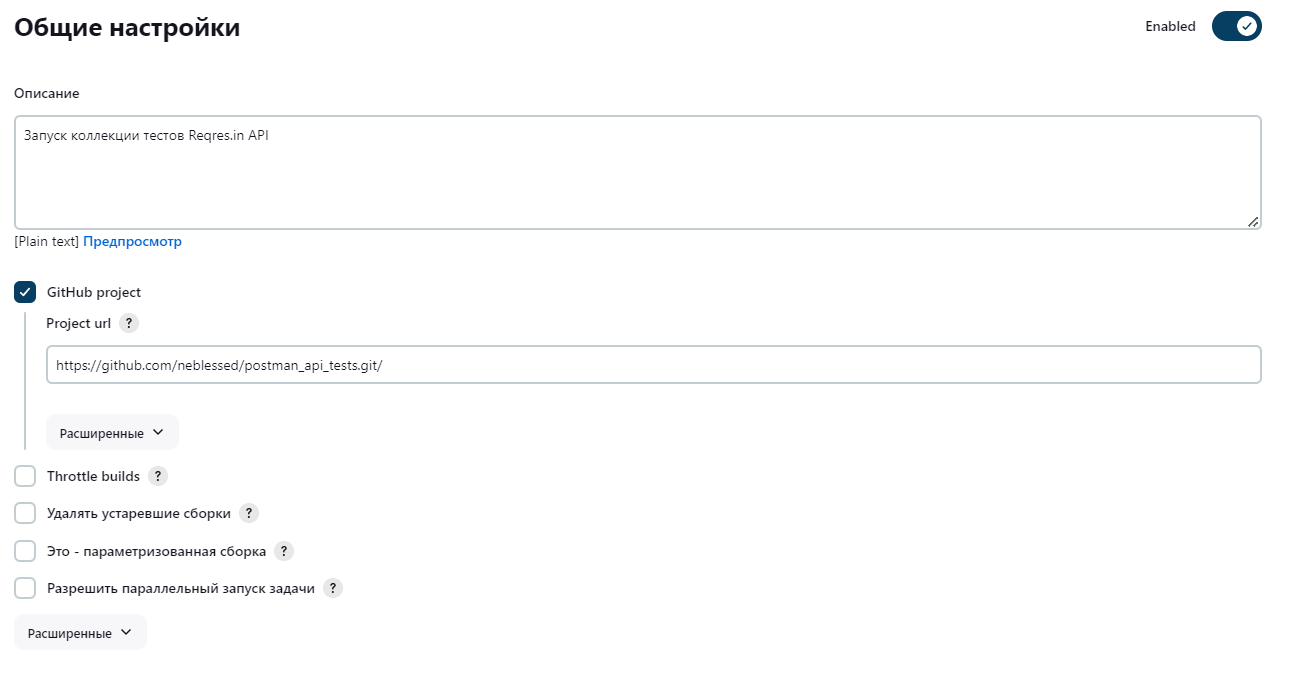 Общие настройки
Enabled
Описание
Запуск коллекции тестов Reqres.in API
[Plain text] Предпросмотр
GitHub project
Project url ?
https://github.com/neblessed/postman_api_tests.git/
Расширенные
Throttle builds ?
Удалять устаревшие сборки ?
Это - параметризованная сборка ?
Разрешить параллельный запуск задачи ?
Расширенные